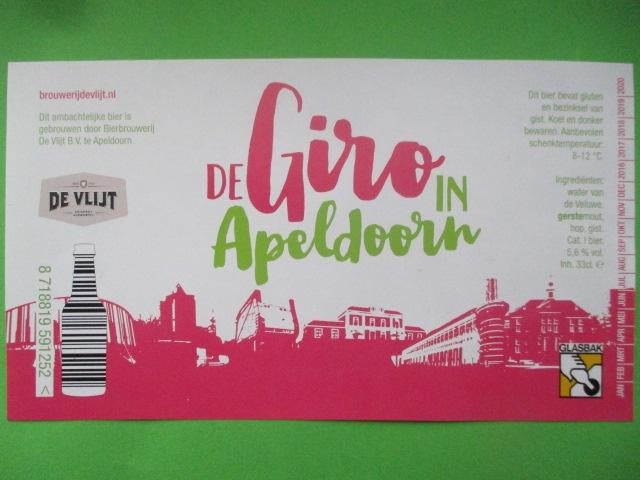 brouwerijdevlijt.nl
Dit ambachtelijke bier is
gebrouwen door Bierbrouwerij
De Vlijt B.V. te Apeldoorn
DE VLIJT
8 718819 591252 <
DE Giro IN
Apeldoorn
Dit bier bevat gluten
en bezinksel van
gist. Koel en donker
bewaren. Aanbevolen
schenktemperatuur:
8-12 °C
Ingrediënten:
water van
de Veluwe,
gerstemout,
hop, gist.
Cat. I bier.
5,6 % vol.
Inh. 33cl. e
GLASBAK
JAN|FEB|MRT|APR|MEI|JUN|JUL|AUG|SEP|OKT|NOV|DEC|2016|2017|2018|2019|2020